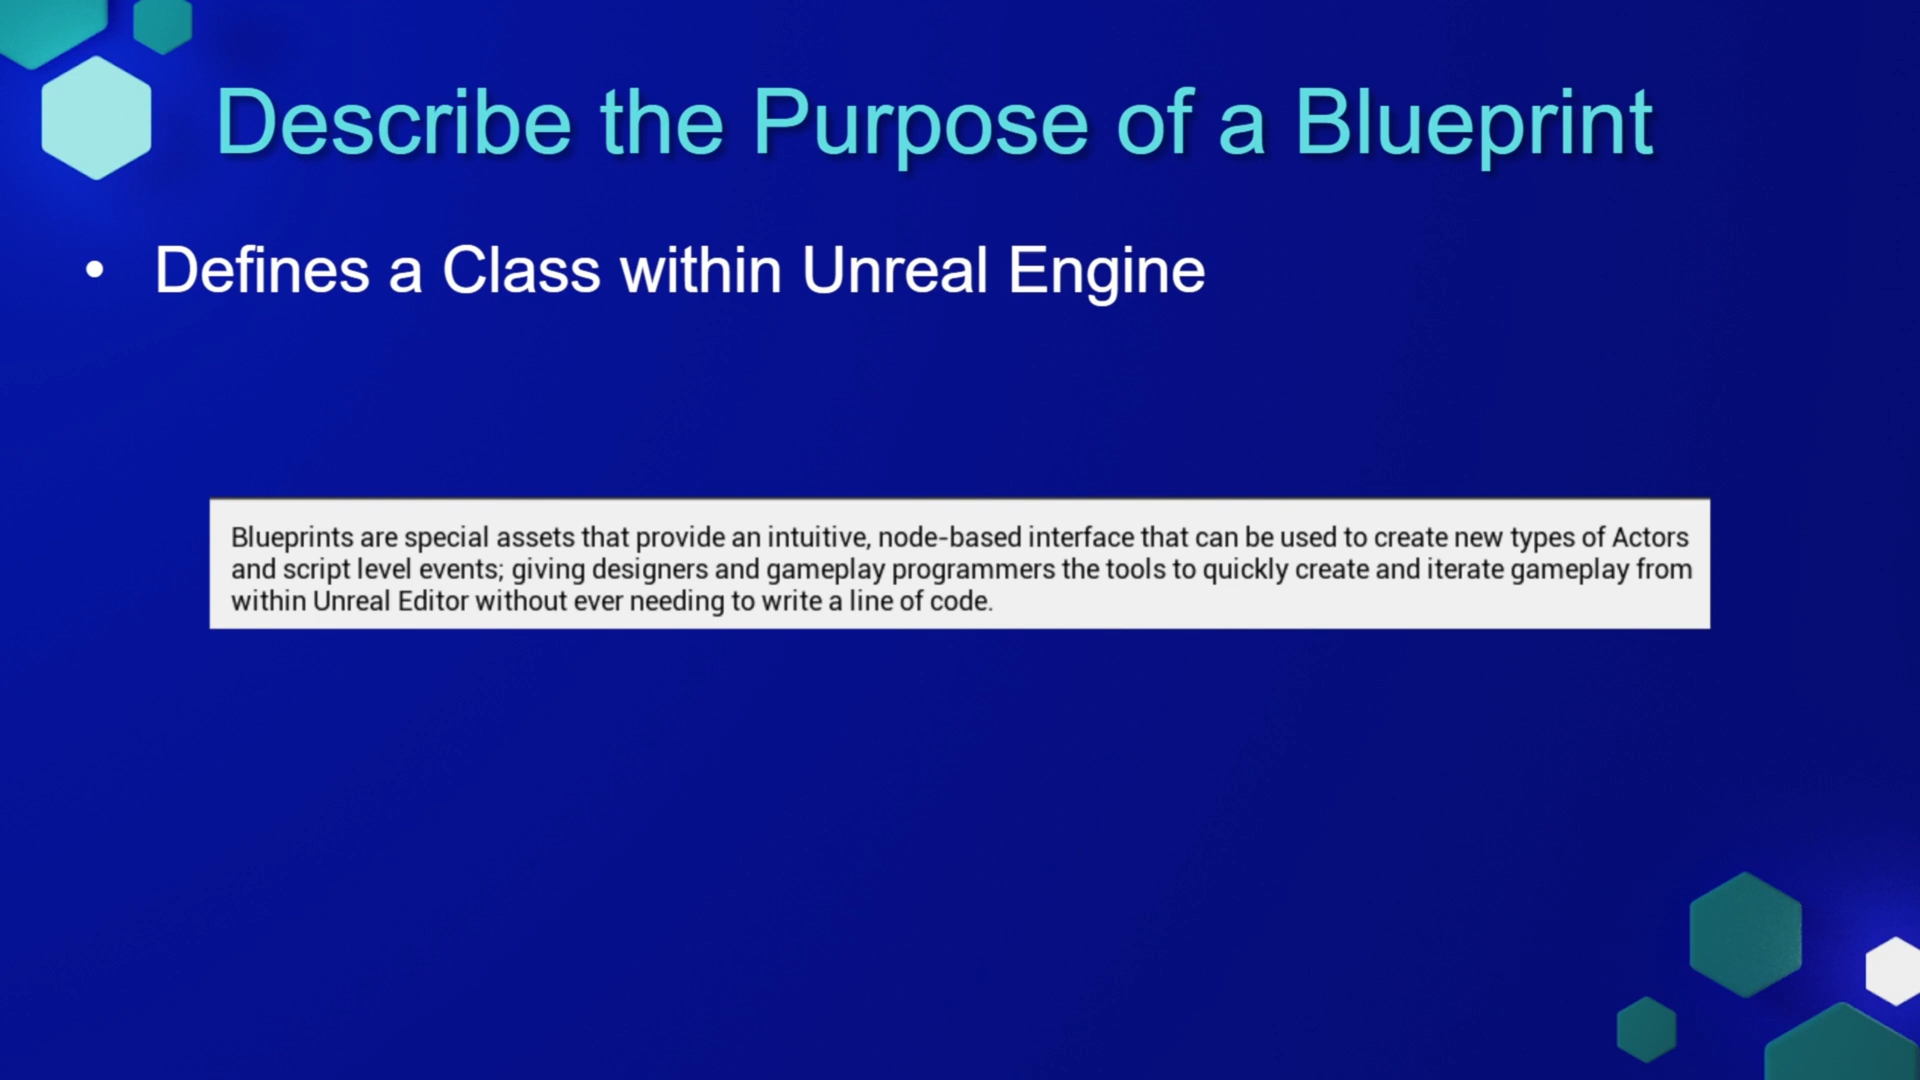 Describe the Purpose of a Blueprint
• Defines a Class within Unreal Engine
Blueprints are special assets that provide an intuitive, node-based interface that can be used to create new types of Actors
and script level events; giving designers and gameplay programmers the tools to quickly create and iterate gameplay from
within Unreal Editor without ever needing to write a line of code.